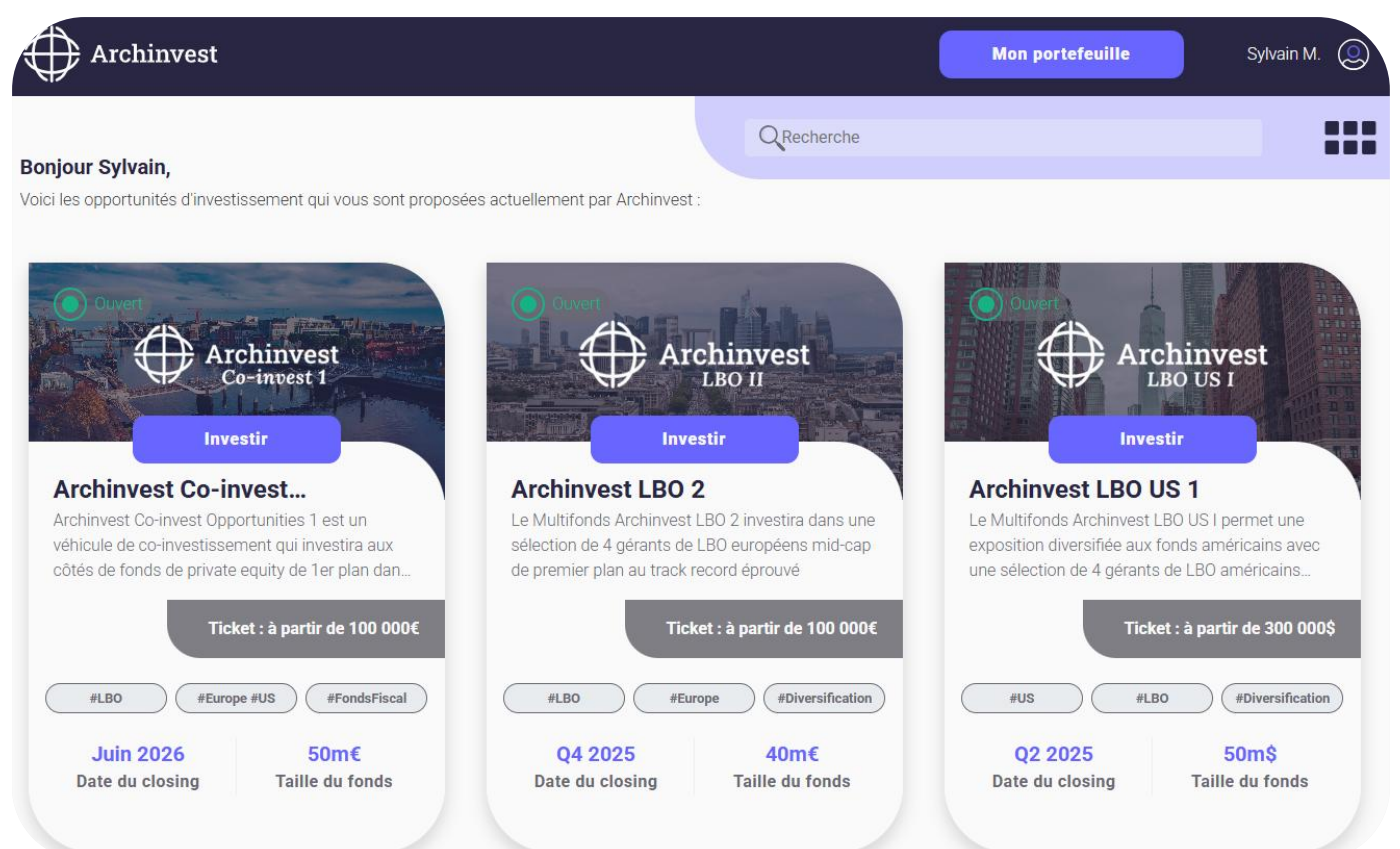 Archinvest
Mon portefeuille
Sylvain M.
Recherche
Bonjour Sylvain,
Voici les opportunités d'investissement qui vous sont proposées actuellement par Archinvest :
Ouvert
Archinvest
Co-invest 1
Investir
Archinvest Co-invest...
Archinvest Co-invest Opportunities 1 est un
véhicule de co-investissement qui investira aux
côtés de fonds de private equity de 1er plan dan...
Ticket : à partir de 100 000€
#LBO
#Europe #US
#FondsFiscal
Juin 2026
Date du closing
50m€
Taille du fonds
Ouvert
Archinvest
LBO II
Investir
Archinvest LBO 2
Le Multifonds Archinvest LBO 2 investira dans une
sélection de 4 gérants de LBO européens mid-cap
de premier plan au track record éprouvé
Ticket : à partir de 100 000€
#LBO
#Europe
#Diversification
Q4 2025
Date du closing
40m€
Taille du fonds
Ouvert
Archinvest
LBO US I
Investir
Archinvest LBO US 1
Le Multifonds Archinvest LBO US I permet une
exposition diversifiée aux fonds américains avec
une sélection de 4 gérants de LBO américains...
Ticket : à partir de 300 000$
#US
#LBO
#Diversification
Q2 2025
Date du closing
50m$
Taille du fonds